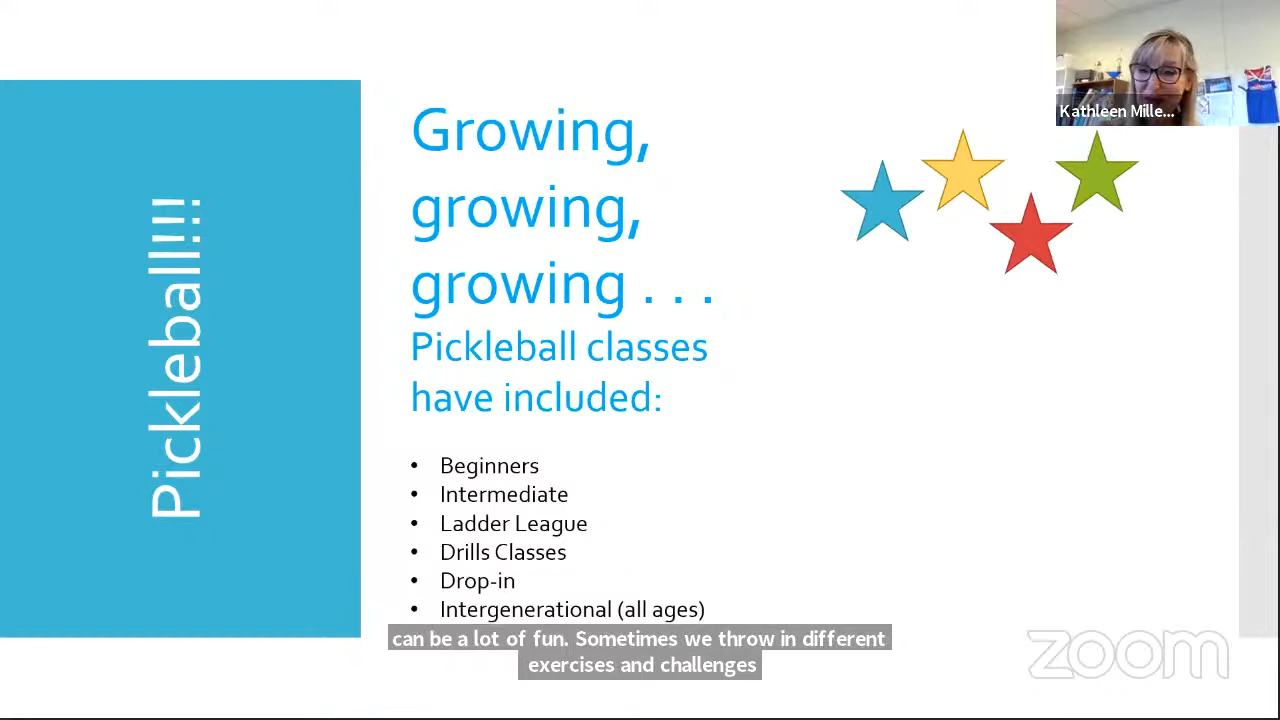 Pickleball!!!
Growing,
growing,
growing . . .
Pickleball classes
have included:
• Beginners
• Intermediate
• Ladder League
• Drills Classes
• Drop-in
• Intergenerational (all ages)
can be a lot of fun. Sometimes we throw in different
exercises and challenges
Kathleen Mille...
zoom